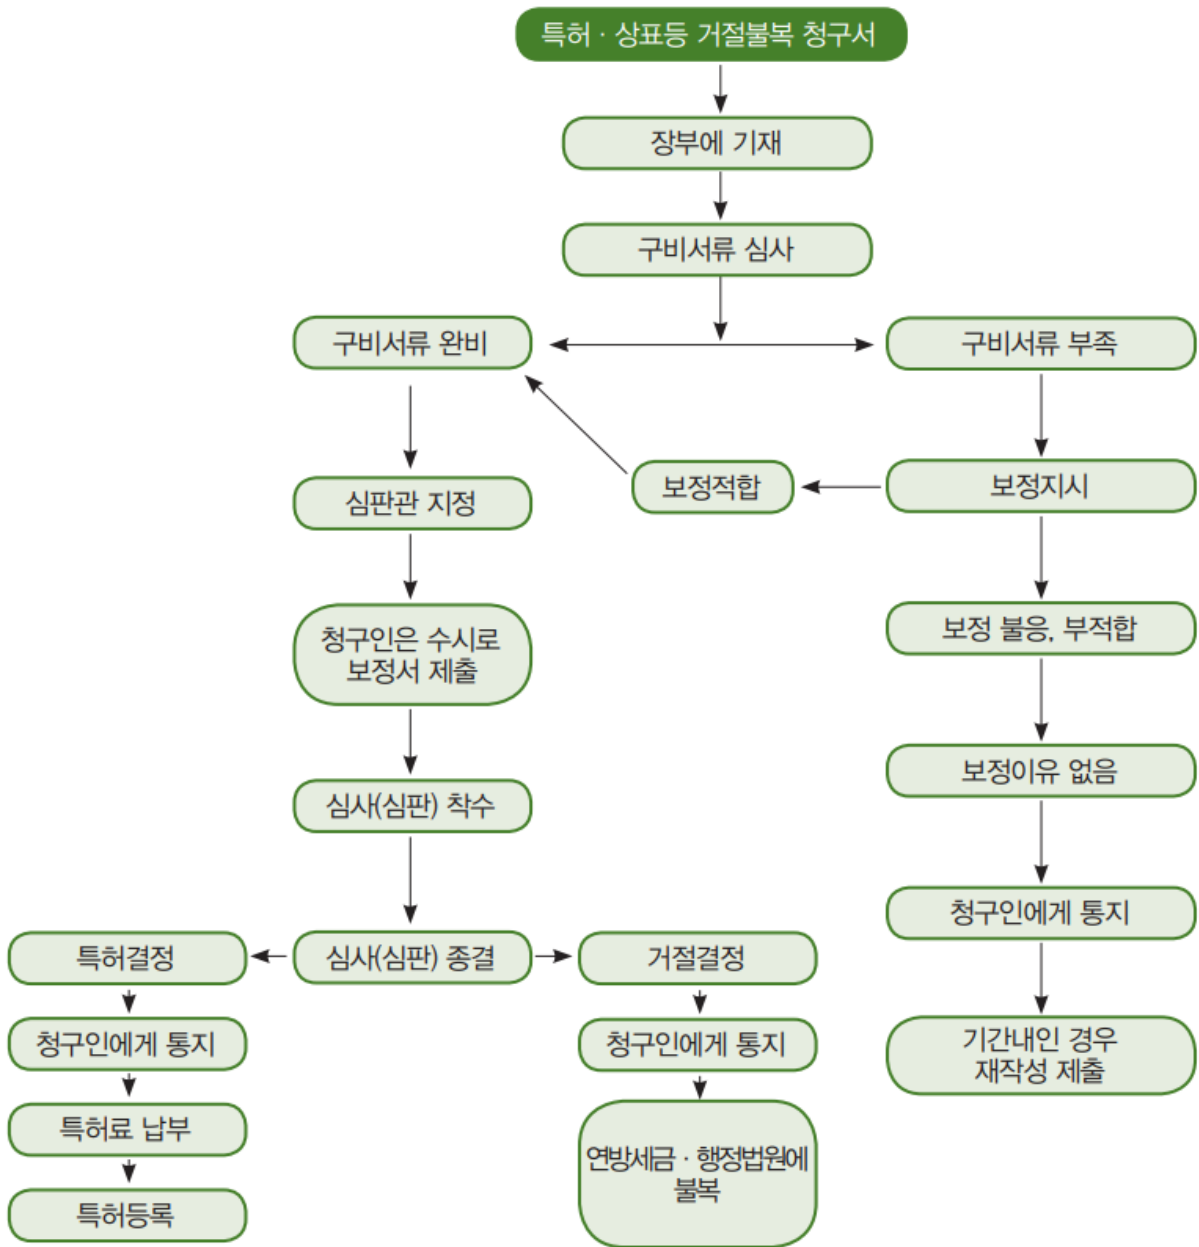 특허 · 상표등 거절불복 청구서
장부에 기재
구비서류 심사
구비서류 완비
구비서류 부족
보정적합
보정지시
심판관 지정
보정 불응, 부적합
청구인은 수시로
보정서 제출
보정이유 없음
심사(심판) 착수
청구인에게 통지
특허결정
심사(심판) 종결
거절결정
기간내인 경우
재작성 제출
청구인에게 통지
청구인에게 통지
특허료 납부
연방세금 · 행정법원에
불복
특허등록